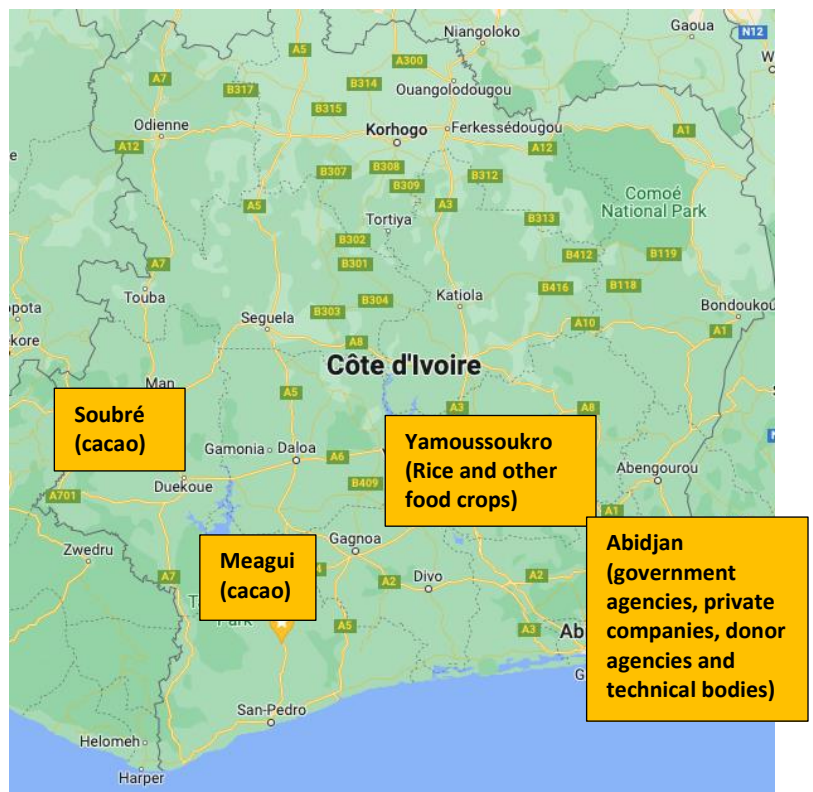 Niangoloko
Gaoua
N12
A5
A300
A7
B314
B317
Ouangolodougou
B315
Odienne
Korhogo
Ferkessédougou
A1
A12
A12
B308
B307
B312
B309
Comoé
National Park
A5
A3
B313
Tortiya
B302
B412
B119
B301
A7
B416
B118
Touba
Katiola
B304
B303
Bondoukou
Seguela
A10
A1
A8
Côte d'Ivoire
Man
A5
A3
A8
Soubré
(cacao)
Yamoussoukro
(Rice and other
food crops)
Gamonia
Daloa
A6
Abengourou
B409
Duekoue
A701
A1
Gagnoa
Zwedru
Meagui
(cacao)
Abidjan
(government
agencies, private
companies, donor
agencies and
technical bodies)
A7
A2
Divo
A2
Park
A5
A3
San-Pedro
Helomeh
Harper